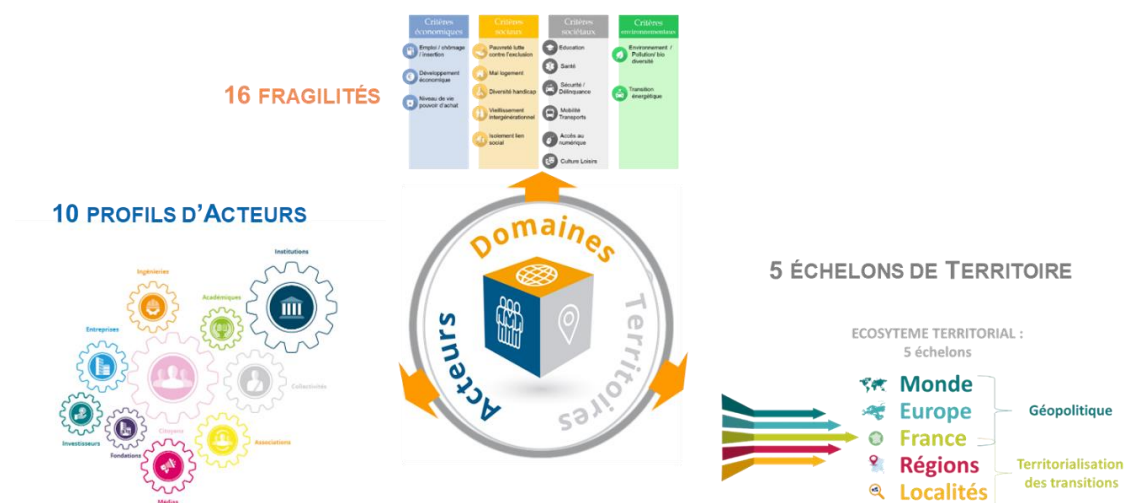 Critères
économiques
Emploi / chômage
/ insertion
Développement
économique
Niveau de vie
pouvoir d'achat
Critères
sociaux
Pauvreté lutte
contre l'exclusion
Mal logement
Diversité handicap
Vieillissement
intergénérationnel
Isolement lien
social
Critères
sociétaux
Education
Santé
Sécurité /
Délinquance
Mobilité
Transports
Accès au
numérique
Culture Loisirs
Critères
environnementaux
Environnement /
Pollution/ bio
diversité
Transition
énergétique
16 FRAGILITÉS
10 PROFILS D'ACTEURS
Institutions
Ingénieries
Académiques
Entreprises
Collectivités
Citoyens
Investisseurs
Fondations
Associations
Médias
Domaines
Acteurs
Territoires
5 ÉCHELONS DE TERRITOIRE
ECOSYTEME TERRITORIAL :
5 échelons
Monde
Europe
France
Régions
Localités
Géopolitique
Territorialisation
des transitions